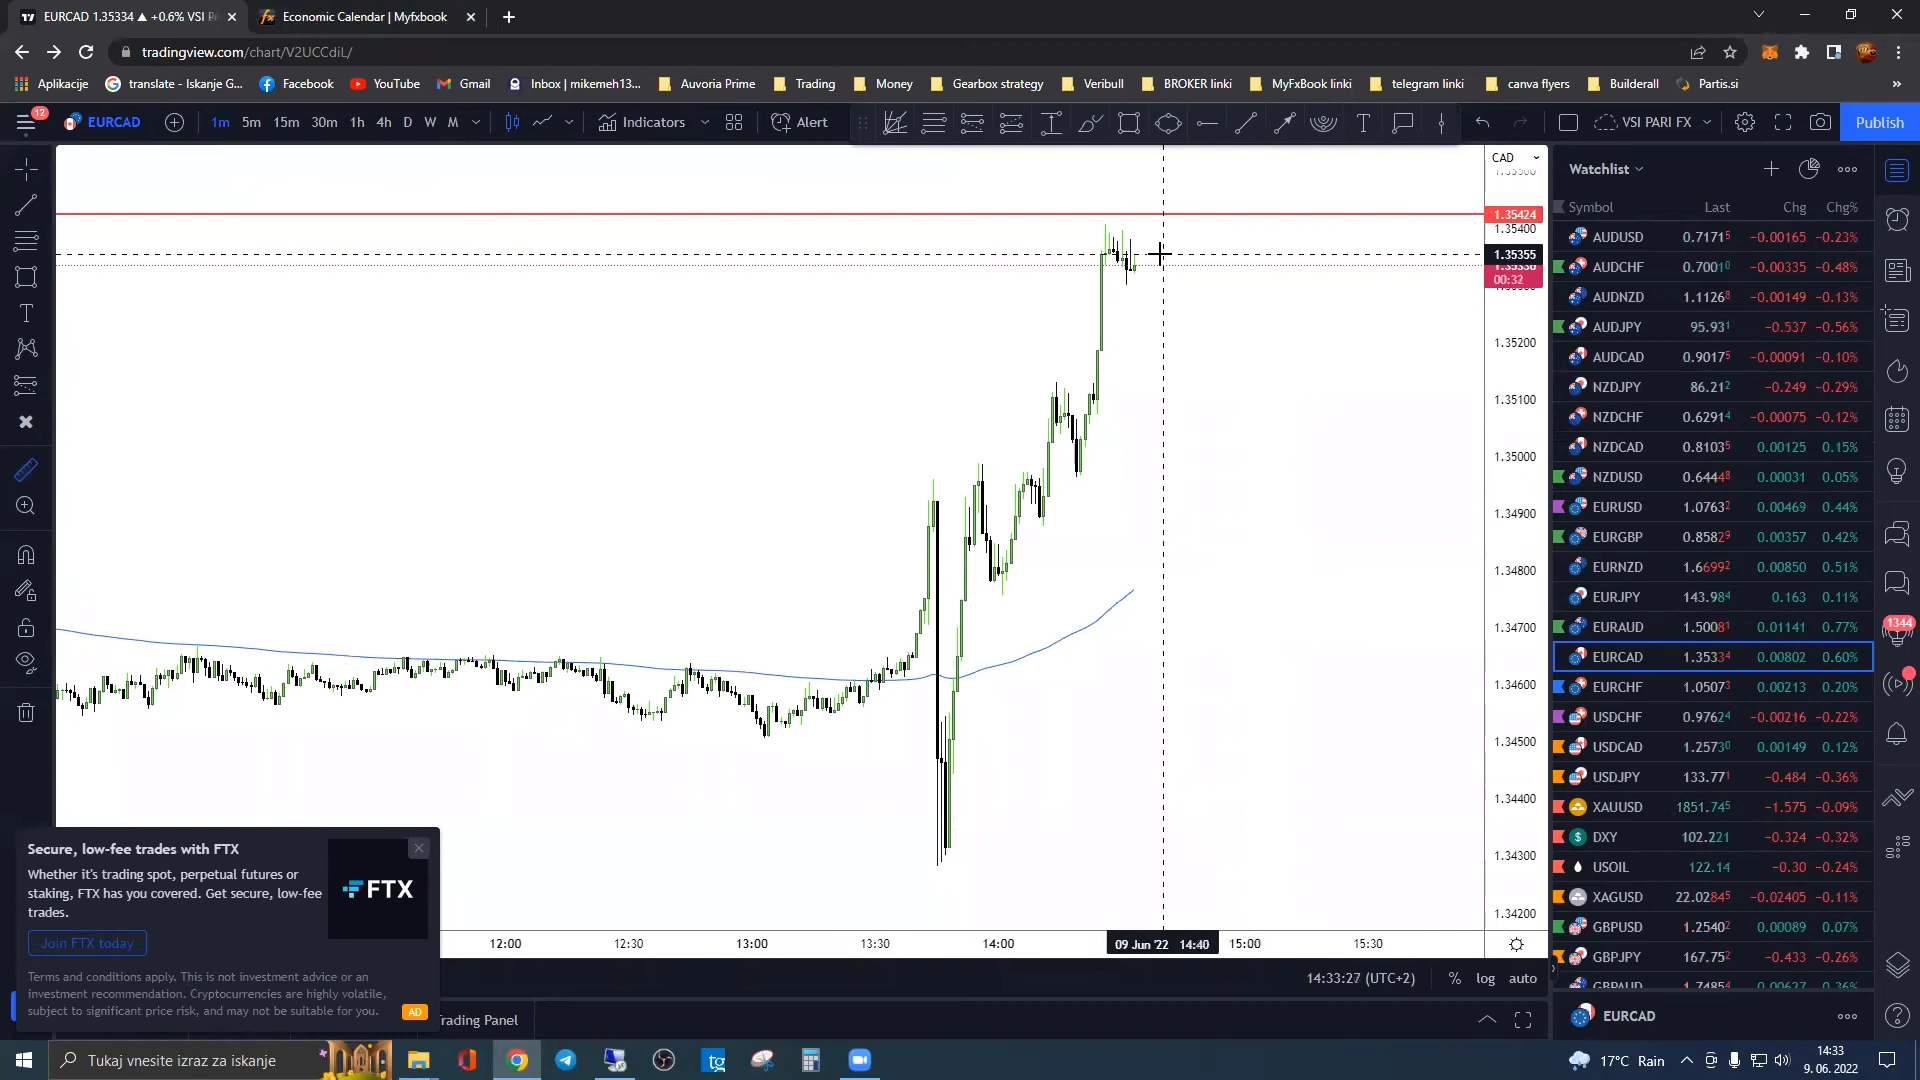 EURCAD 1.35334 ▲ +0.6% VSI P
Economic Calendar | Myfxbook
tradingview.com/chart/V2UCCdiL/
Aplikacije
translate - Iskanje G...
Facebook
YouTube
Gmail
Inbox | mikemeh13...
Auvoria Prime
Trading
Money
Gearbox strategy
Veribull
BROKER linki
MyFxBook linki
telegram linki
canva flyers
Builderall
Partis.si
»
12
EURCAD
1m 5m 15m 30m 1h 4h D W M
Indicators
Alert
VSI PARI FX
Publish
CAD
1.35424
1.35400
1.35355
00:32
1.35200
1.35100
1.35000
1.34900
1.34800
1.34700
1.34600
1.34500
1.34400
1.34300
1.34200
Watchlist
Symbol Last Chg Chg%
AUDUSD 0.71715 −0.00165 −0.23%
AUDCHF 0.70010 −0.00335 −0.48%
AUDNZD 1.11268 −0.00149 −0.13%
AUDJPY 95.931 −0.537 −0.56%
AUDCAD 0.90175 −0.00091 −0.10%
NZDJPY 86.212 −0.249 −0.29%
NZDCHF 0.62914 −0.00075 −0.12%
NZDCAD 0.81035 0.00125 0.15%
NZDUSD 0.64448 0.00031 0.05%
EURUSD 1.07632 0.00469 0.44%
EURGBP 0.85829 0.00357 0.42%
EURNZD 1.66992 0.00850 0.51%
EURJPY 143.984 0.163 0.11%
EURAUD 1.50081 0.01141 0.77%
EURCAD 1.35334 0.00802 0.60%
EURCHF 1.05073 0.00213 0.20%
USDCHF 0.97624 −0.00216 −0.22%
USDCAD 1.25730 0.00149 0.12%
USDJPY 133.771 −0.484 −0.36%
XAUUSD 1851.745 −1.575 −0.09%
DXY 102.221 −0.324 −0.32%
USOIL 122.14 −0.30 −0.24%
XAGUSD 22.02845 −0.02405 −0.11%
GBPUSD 1.25402 0.00089 0.07%
GBPJPY 167.752 −0.433 −0.26%
GBPAUD 1.74854 0.00627 0.36%
EURCAD
1344
Secure, low-fee trades with FTX
Whether it's trading spot, perpetual futures or
staking, FTX has you covered. Get secure, low-fee
trades.
FTX
Join FTX today
Terms and conditions apply. This is not investment advice or an
investment recommendation. Cryptocurrencies are highly volatile,
subject to significant price risk, and may not be suitable for you.
AD
12:00 12:30 13:00 13:30 14:00 09 Jun '22 14:40 15:00 15:30
14:33:27 (UTC+2) % log auto
rading Panel
Tukaj vnesite izraz za iskanje
17°C Rain
14:33
9. 06. 2022